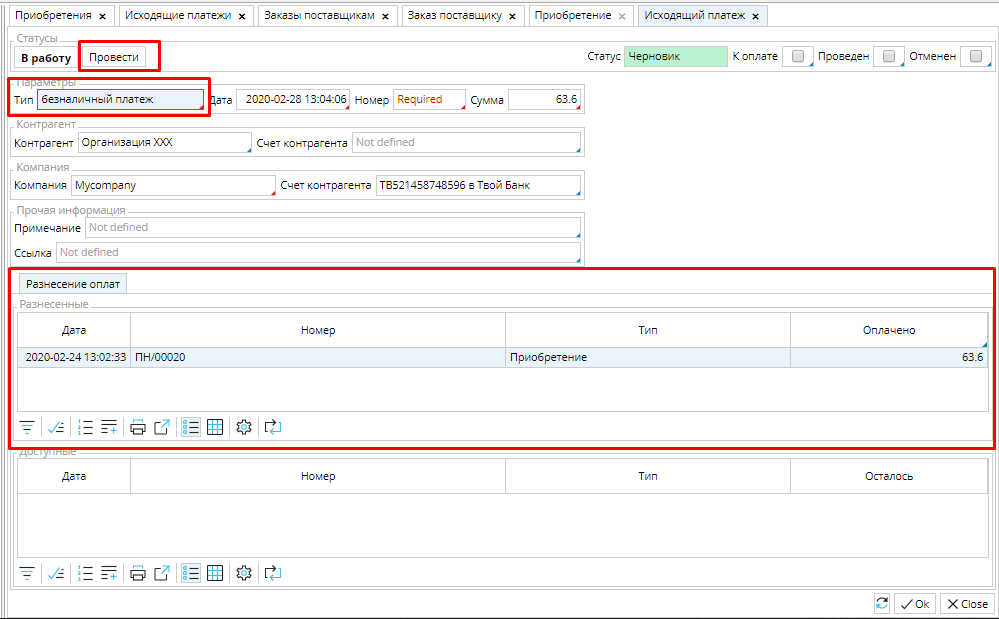 Приобретения × Исходящие платежи × Заказы поставщикам × Заказ поставщику × Приобретение × Исходящий платеж ×
Статусы
В работу Провести Статус Черновик К оплате Проведен Отменен
Параметры
Тип безналичный платеж Дата 2020-02-28 13:04:06 Номер Required Сумма 63.6
Контрагент
Контрагент Организация XXX Счет контрагента Not defined
Компания
Компания Mycompany Счет контрагента ТВ521458748596 в Твой Банк
Прочая информация
Примечание Not defined
Ссылка Not defined
Разнесение оплат
Разнесенные
Дата Номер Тип Оплачено
2020-02-24 13:02:33 ПН/00020 Приобретение 63.6
Доступные
Дата Номер Тип Осталось
Ok Close